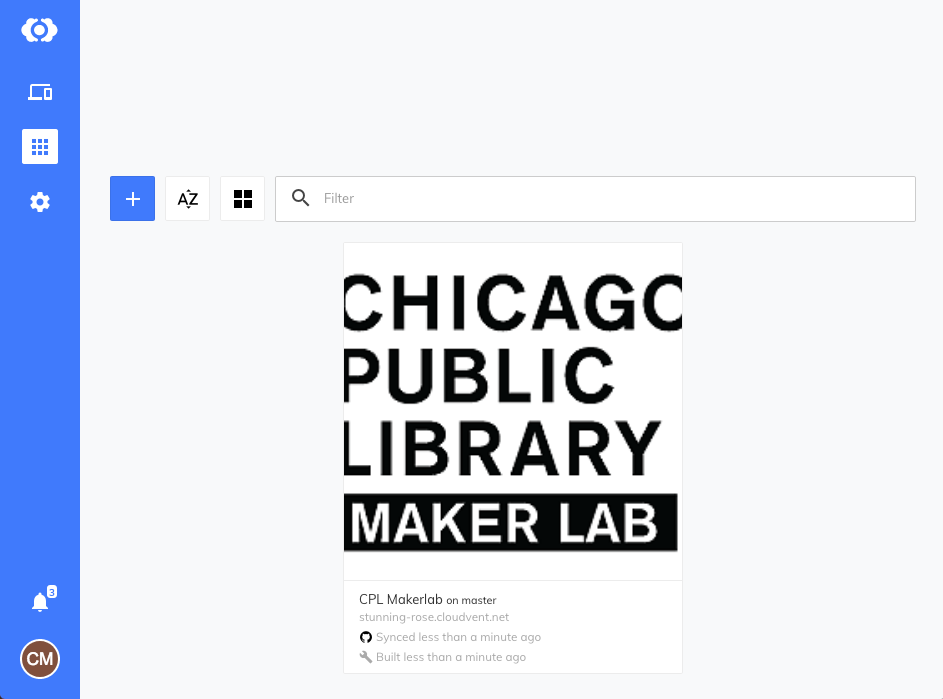 AZ
Filter
CHICAGO
PUBLIC
LIBRARY
MAKER LAB
CPL Makerlab on master
stunning-rose.cloudvent.net
Synced less than a minute ago
Built less than a minute ago
3
CM